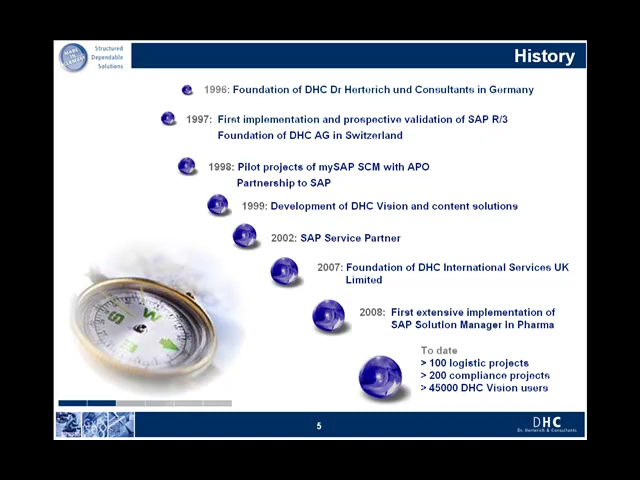 MADE IN GERMANY
Structured
Dependable
Solutions
History
1996: Foundation of DHC Dr Herterich und Consultants in Germany
1997: First implementation and prospective validation of SAP R/3
Foundation of DHC AG in Switzerland
1998: Pilot projects of mySAP SCM with APO
Partnership to SAP
1999: Development of DHC Vision and content solutions
2002: SAP Service Partner
2007: Foundation of DHC International Services UK
Limited
2008: First extensive implementation of
SAP Solution Manager in Pharma
To date
> 100 logistic projects
> 200 compliance projects
> 45000 DHC Vision users
S W
E
5
DHC
Dr. Herterich & Consultants